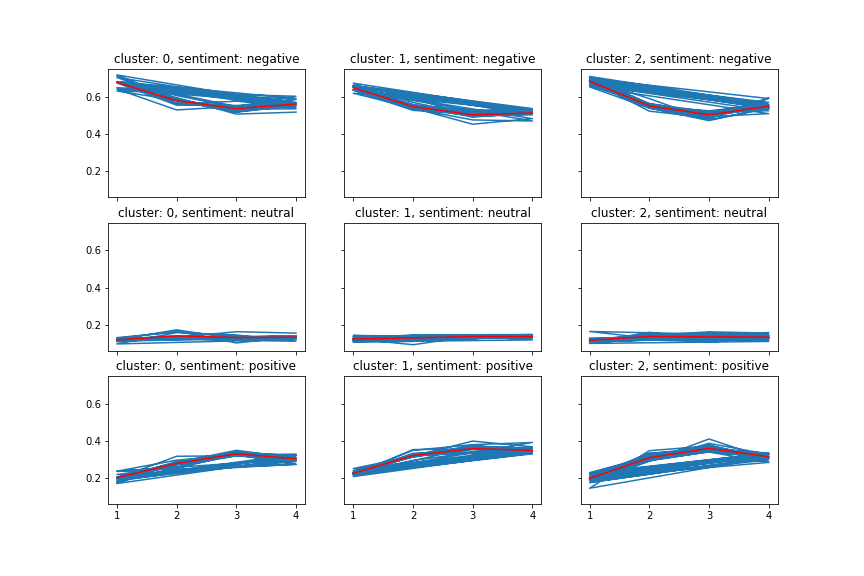 cluster: 0, sentiment: negative
cluster: 1, sentiment: negative
cluster: 2, sentiment: negative
0.6
0.4
0.2
cluster: 0, sentiment: neutral
cluster: 1, sentiment: neutral
cluster: 2, sentiment: neutral
0.6
0.4
0.2
cluster: 0, sentiment: positive
cluster: 1, sentiment: positive
cluster: 2, sentiment: positive
0.6
0.4
0.2
1 2 3 4
1 2 3 4
1 2 3 4